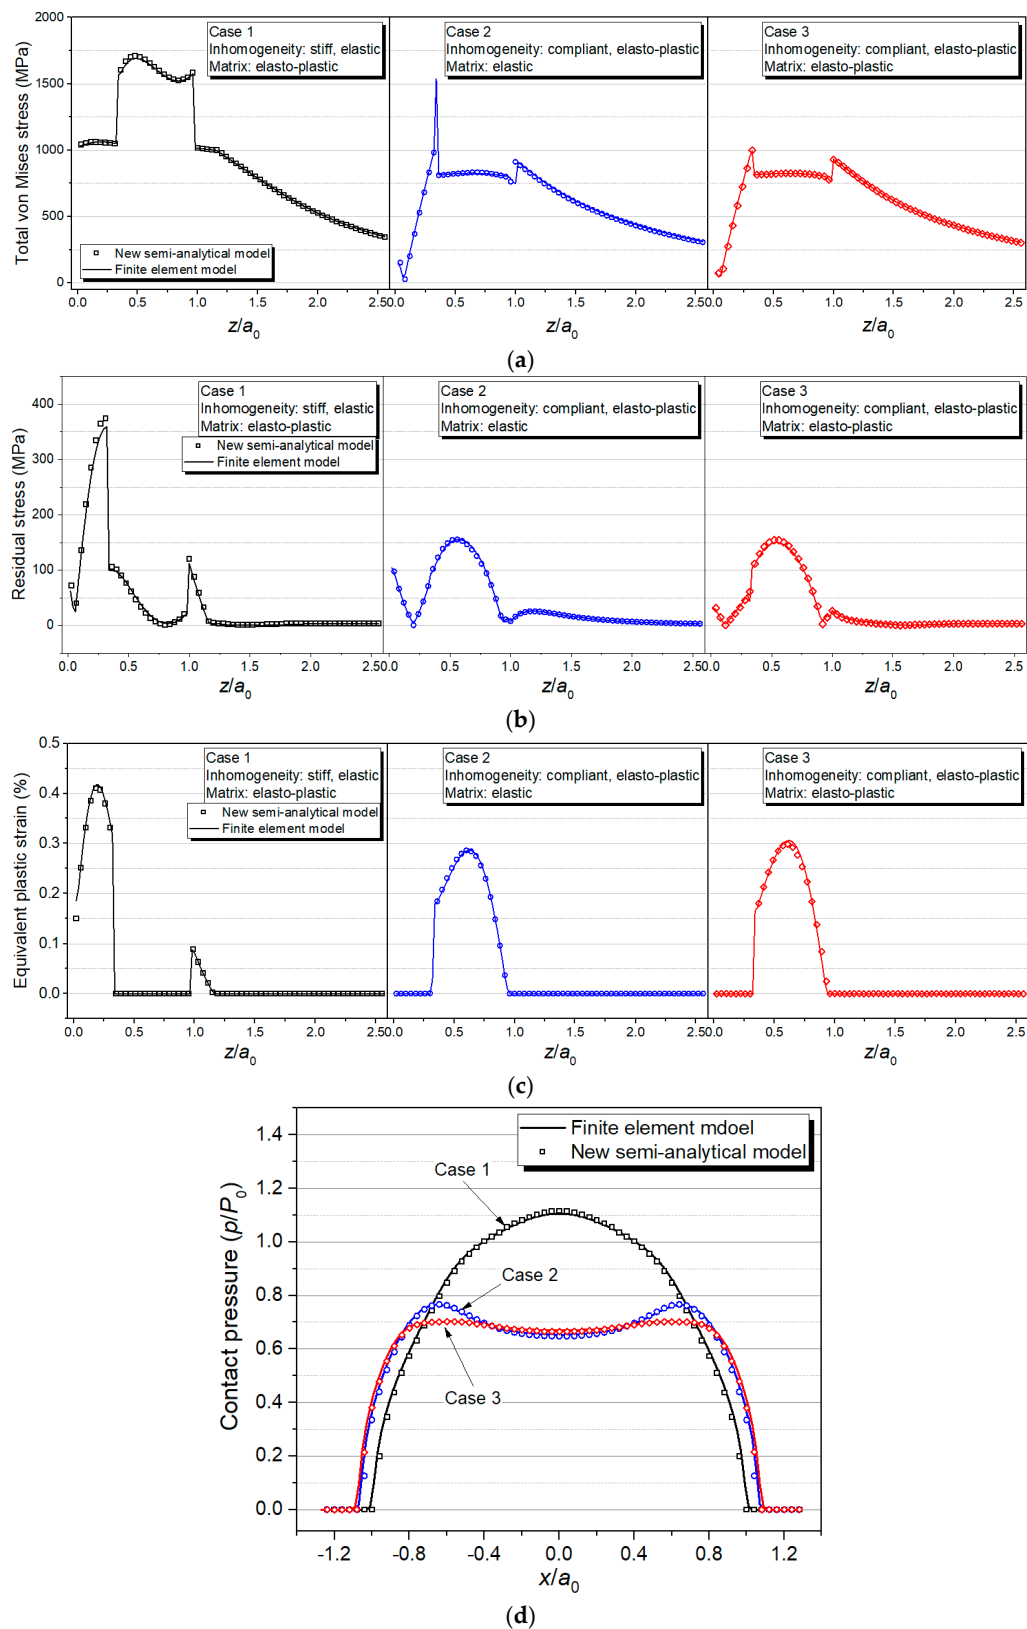 2000
1500
1000
500
0
Total von Mises stress (MPa)
Case 1
Inhomogeneity: stiff, elastic
Matrix: elasto-plastic
Case 2
Inhomogeneity: compliant, elasto-plastic
Matrix: elastic
Case 3
Inhomogeneity: compliant, elasto-plastic
Matrix: elasto-plastic
New semi-analytical model
Finite element model
0.0 0.5 1.0 1.5 2.0 2.50.0 0.5 1.0 1.5 2.0 2.50.0 0.5 1.0 1.5 2.0 2.5
z/a0 z/a0 z/a0
(a)
400
300
200
100
0
Residual stress (MPa)
Case 1
Inhomogeneity: stiff, elastic
Matrix: elasto-plastic
New semi-analytical model
Finite element model
Case 2
Inhomogeneity: compliant, elasto-plastic
Matrix: elastic
Case 3
Inhomogeneity: compliant, elasto-plastic
Matrix: elasto-plastic
0.0 0.5 1.0 1.5 2.0 2.50.0 0.5 1.0 1.5 2.0 2.50.0 0.5 1.0 1.5 2.0 2.5
z/a0 z/a0 z/a0
(b)
0.5
0.4
0.3
0.2
0.1
0.0
Equivalent plastic strain (%)
Case 1
Inhomogeneity: stiff, elastic
Matrix: elasto-plastic
New semi-analytical model
Finite element model
Case 2
Inhomogeneity: compliant, elasto-plastic
Matrix: elastic
Case 3
Inhomogeneity: compliant, elasto-plastic
Matrix: elasto-plastic
0.0 0.5 1.0 1.5 2.0 2.50.0 0.5 1.0 1.5 2.0 2.50.0 0.5 1.0 1.5 2.0 2.5
z/a0 z/a0 z/a0
(c)
1.4
1.2
1.0
0.8
0.6
0.4
0.2
0.0
Contact pressure (p/P0)
Finite element mdoel
New semi-analytical model
Case 1
Case 2
Case 3
-1.2 -0.8 -0.4 0.0 0.4 0.8 1.2
x/a0
(d)